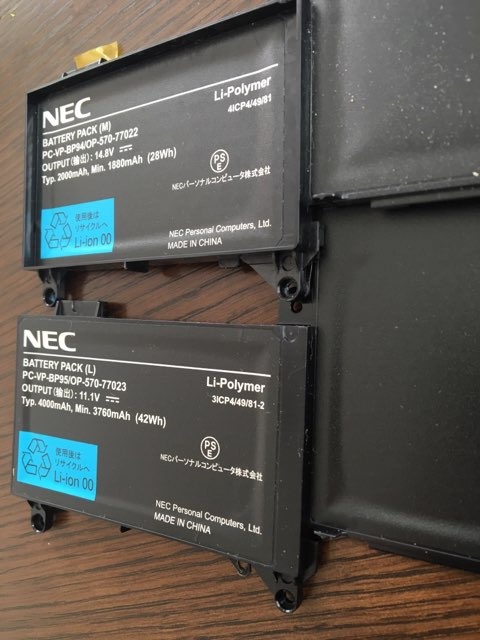 NEC
Li-Polymer
4ICP4/49/81
BATTERY PACK (M)
PC-VP-BP94/OP-570-77022
OUTPUT (輸出): 14.8V
Typ. 2000mAh, Min. 1880mAh (28Wh)
PSE
NECパーソナルコンピュータ株式会社
使用後は
リサイクルへ
Li-ion 00
NEC Personal Computers, Ltd.
MADE IN CHINA
NEC
BATTERY PACK (L)
PC-VP-BP95/OP-570-77023
OUTPUT (輸出): 11.1V
Typ. 4000mAh, Min. 3760mAh (42Wh)
Li-Polymer
3ICP4/49/81-2
PSE
NECパーソナルコンピュータ株式会社
使用後は
リサイクルへ
Li-ion 00
NEC Personal Computers, Ltd.
MADE IN CHINA